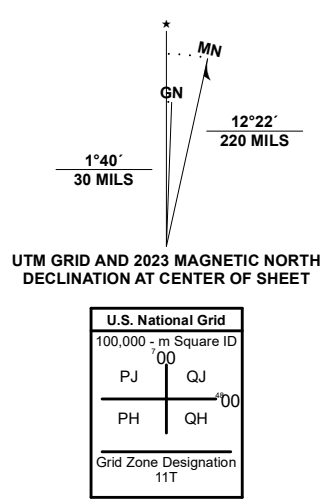 ★
MN
GN
12°22´
220 MILS
1°40´
30 MILS
UTM GRID AND 2023 MAGNETIC NORTH
DECLINATION AT CENTER OF SHEET
U.S. National Grid
100,000 - m Square ID
⁷00
PJ QJ
⁴⁸00
PH QH
Grid Zone Designation
11T